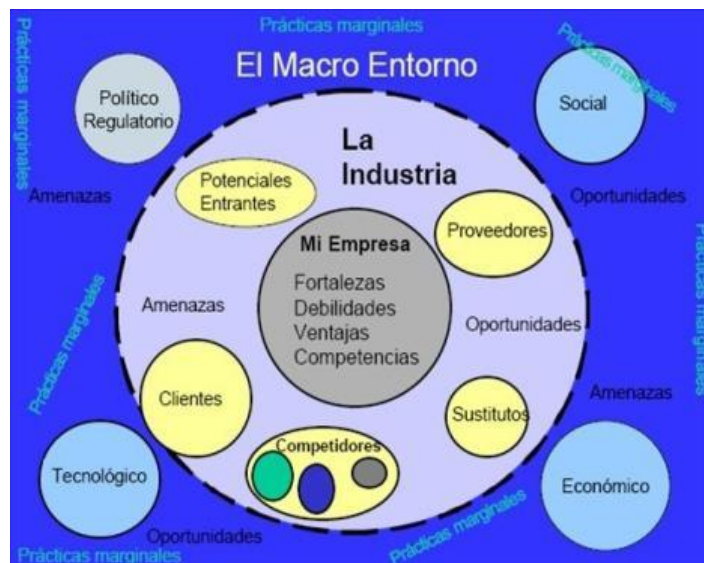 Prácticas marginales
Prácticas marginales
El Macro Entorno
Prácticas marginales
Político
Regulatorio
Social
La
Industria
Amenazas
Oportunidades
Potenciales
Entrantes
Proveedores
Mi Empresa
Fortalezas
Debilidades
Ventajas
Competencias
Prácticas marginales
Amenazas
Oportunidades
Prácticas marginales
Clientes
Amenazas
Sustitutos
Competidores
Tecnológico
Económico
Oportunidades
Prácticas marginales
Prácticas marginales